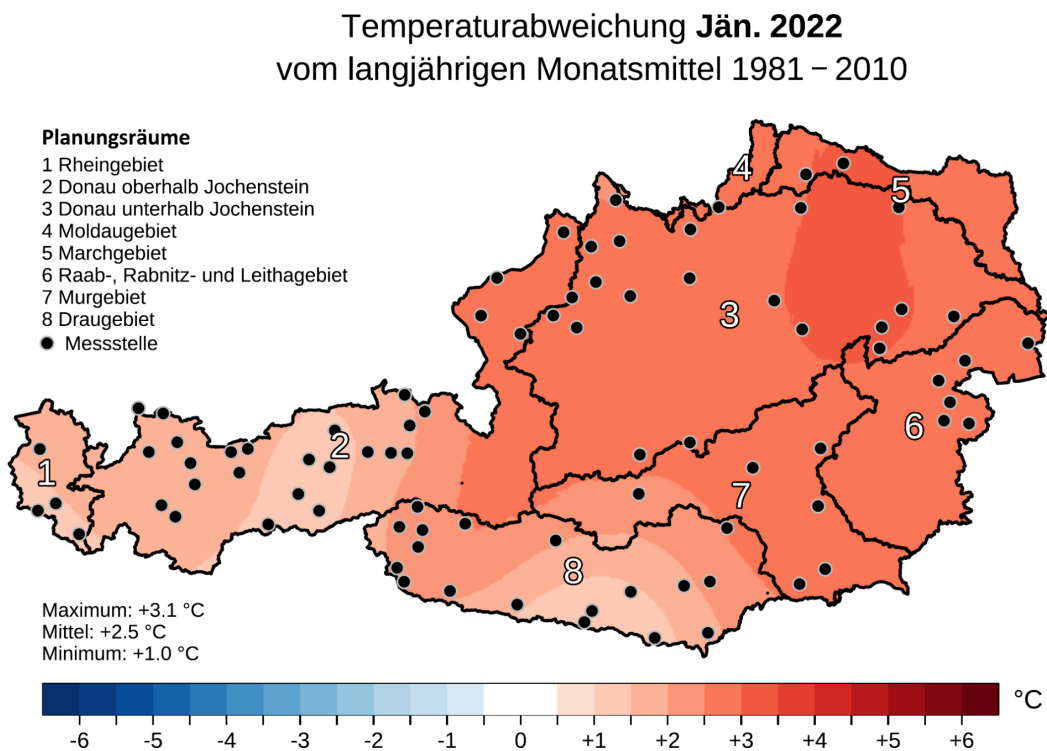 Temperaturabweichung Jän. 2022
vom langjährigen Monatsmittel 1981 – 2010
Planungsräume
1 Rheingebiet
2 Donau oberhalb Jochenstein
3 Donau unterhalb Jochenstein
4 Moldaugebiet
5 Marchgebiet
6 Raab-, Rabnitz- und Leithagebiet
7 Murgebiet
8 Draugebiet
Messstelle
4
5
3
2
1
6
7
8
Maximum: +3.1 °C
Mittel: +2.5 °C
Minimum: +1.0 °C
°C
-6 -5 -4 -3 -2 -1 0 +1 +2 +3 +4 +5 +6